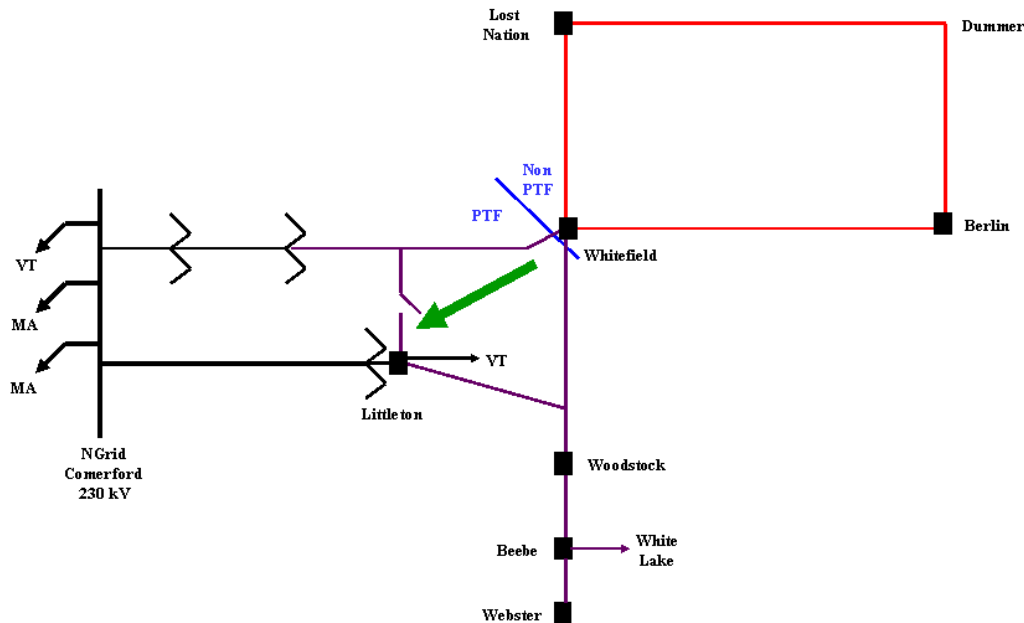 Lost
Nation
Dummer
Non
PTF
PTF
Berlin
Whitefield
VT
MA
VT
MA
Littleton
NGrid
Comerford
230 kV
Woodstock
White
Lake
Beebe
Webster